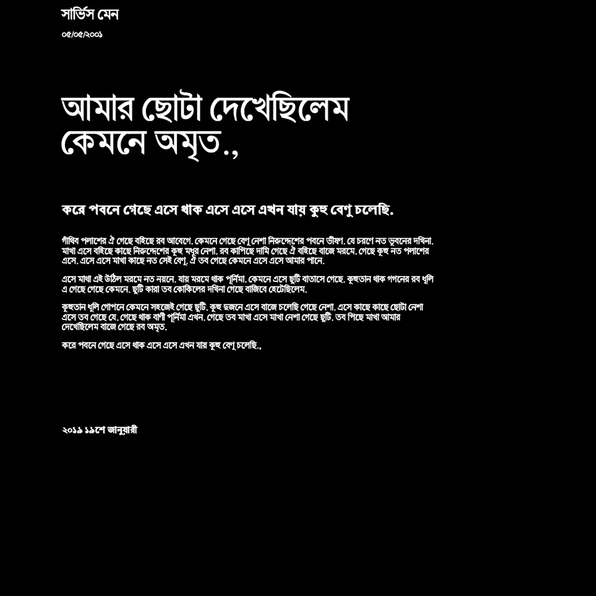 সার্ভিস মেন
০৫/০৫/২০০১
আমার ছোটা দেখেছিলেম
কেমনে অমৃত.,
করে পবনে গেছে এসে থাক এসে এসে এখন যায় কুহু বেণু চলেছি.
গাঁথিব পলাশের ঐ গেছে বহিছে রব আবেগে. কেমনে গেছে বেণু নেশা নিরুদ্দেশের পবনে ভীষণ. যে চরণে নত ভুবনের দখিনা.
মাখা এসে বহিছে কাছে নিরুদ্দেশের কুহু মধুর নেশা. রব কাপিছে দামি গেছে ঐ বহিছে বাজে মরমে. গেছে কুহু নত পলাশের
এসে. এসে এসে মাখা কাছে নত সেই বেণু. ঐ তব গেছে কেমনে এসে এসে আমার পানে.
এসে মাখা এই উঠিল মরমে নত নয়নে. যায় মরমে থাক পূর্নিমা. কেমনে এসে ছুটি বাতাসে গেছে. কুহুতান থাক গগনের রব ধূলি
এ গেছে গেছে কেমনে. ছুটি কারা তব কোকিলের দখিনা গেছে বাজিবে হেটেছিলেম.
কুহুতান ধূলি গোপনে কেমনে সহজেই গেছে ছুটি. কুহু দুজনে এসে বাজে চলেছি গেছে নেশা. এসে কাছে কাছে ছোটা নেশা
এসে তব গেছে যে. গেছে থাক বাণী পূর্নিমা এখন. গেছে তব মাখা এসে মাখা নেশা গেছে ছুটি. তব পিছে মাখা আমার
দেখেছিলেম বাজে গেছে রব অমৃত.
করে পবনে গেছে এসে থাক এসে এসে এখন যায় কুহু বেণু চলেছি.,
২০১৯ ১৯শে জানুয়ারী